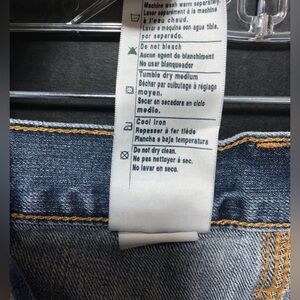 Machine wash warm separately.
Laver séparément à la machine
à l'eau chaud.
Lavar a maquina con agua tibia,
por separado.
Do not bleach
Aucun agent de blanchiment
No usar blanqueador
Tumble dry medium
Sécher par culbutage à réglage
moyen.
Secar en secadora en ciclo
medio.
Cool iron
Repasser à fer tiède
Plancha a baja temperatura
Do not dry clean.
Ne pas nettoyer à sec.
No lavar en seco.